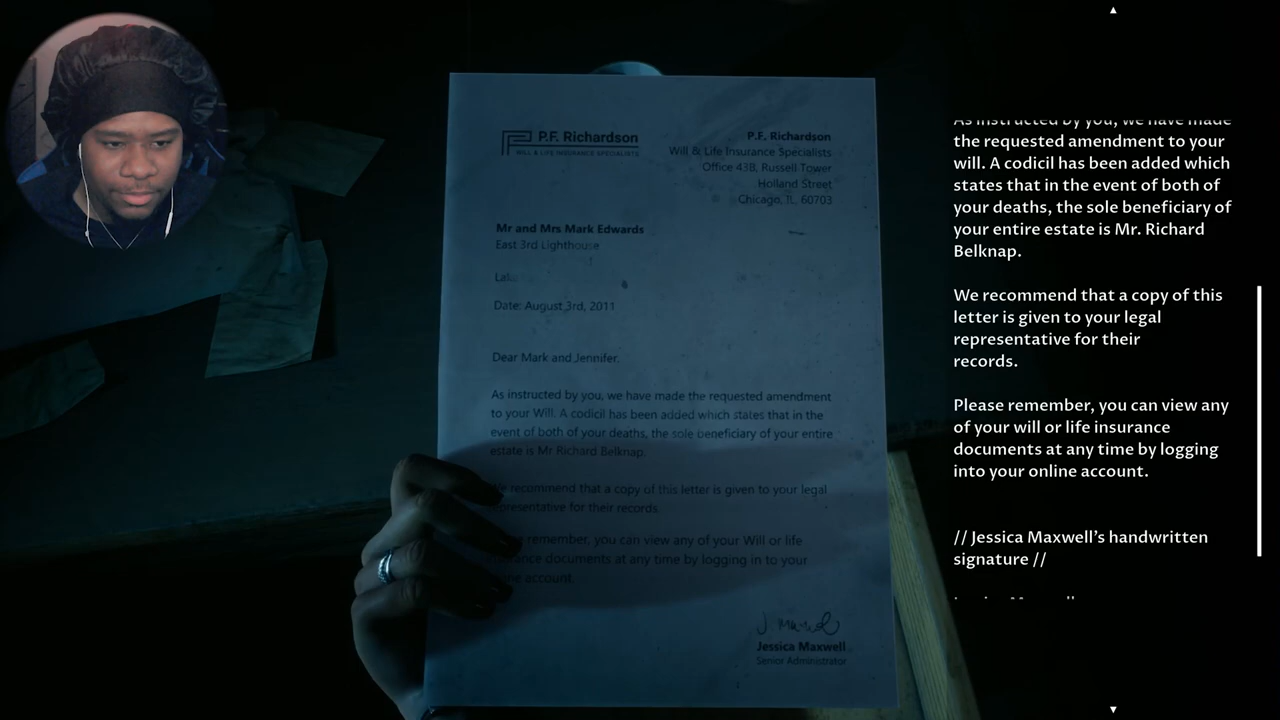 P.F. Richardson
WILL & LIFE INSURANCE SPECIALISTS
P.F. Richardson
Will & Life Insurance Specialists
Office 43B, Russell Tower
Holland Street
Chicago, IL, 60703
Mr and Mrs Mark Edwards
East 3rd Lighthouse
Date: August 3rd, 2011
Dear Mark and Jennifer,
As instructed by you, we have made the requested amendment
to your Will. A codicil has been added which states that in the
event of both of your deaths, the sole beneficiary of your entire
estate is Mr Richard Belknap.
We recommend that a copy of this letter is given to your legal
representative for their records.
remember, you can view any of your Will or life
documents at any time by logging in to your
account.
Jessica Maxwell
Senior Administrator
As instructed by you, we have made
the requested amendment to your
will. A codicil has been added which
states that in the event of both of
your deaths, the sole beneficiary of
your entire estate is Mr. Richard
Belknap.
We recommend that a copy of this
letter is given to your legal
representative for their
records.
Please remember, you can view any
of your will or life insurance
documents at any time by logging
into your online account.
// Jessica Maxwell's handwritten
signature //